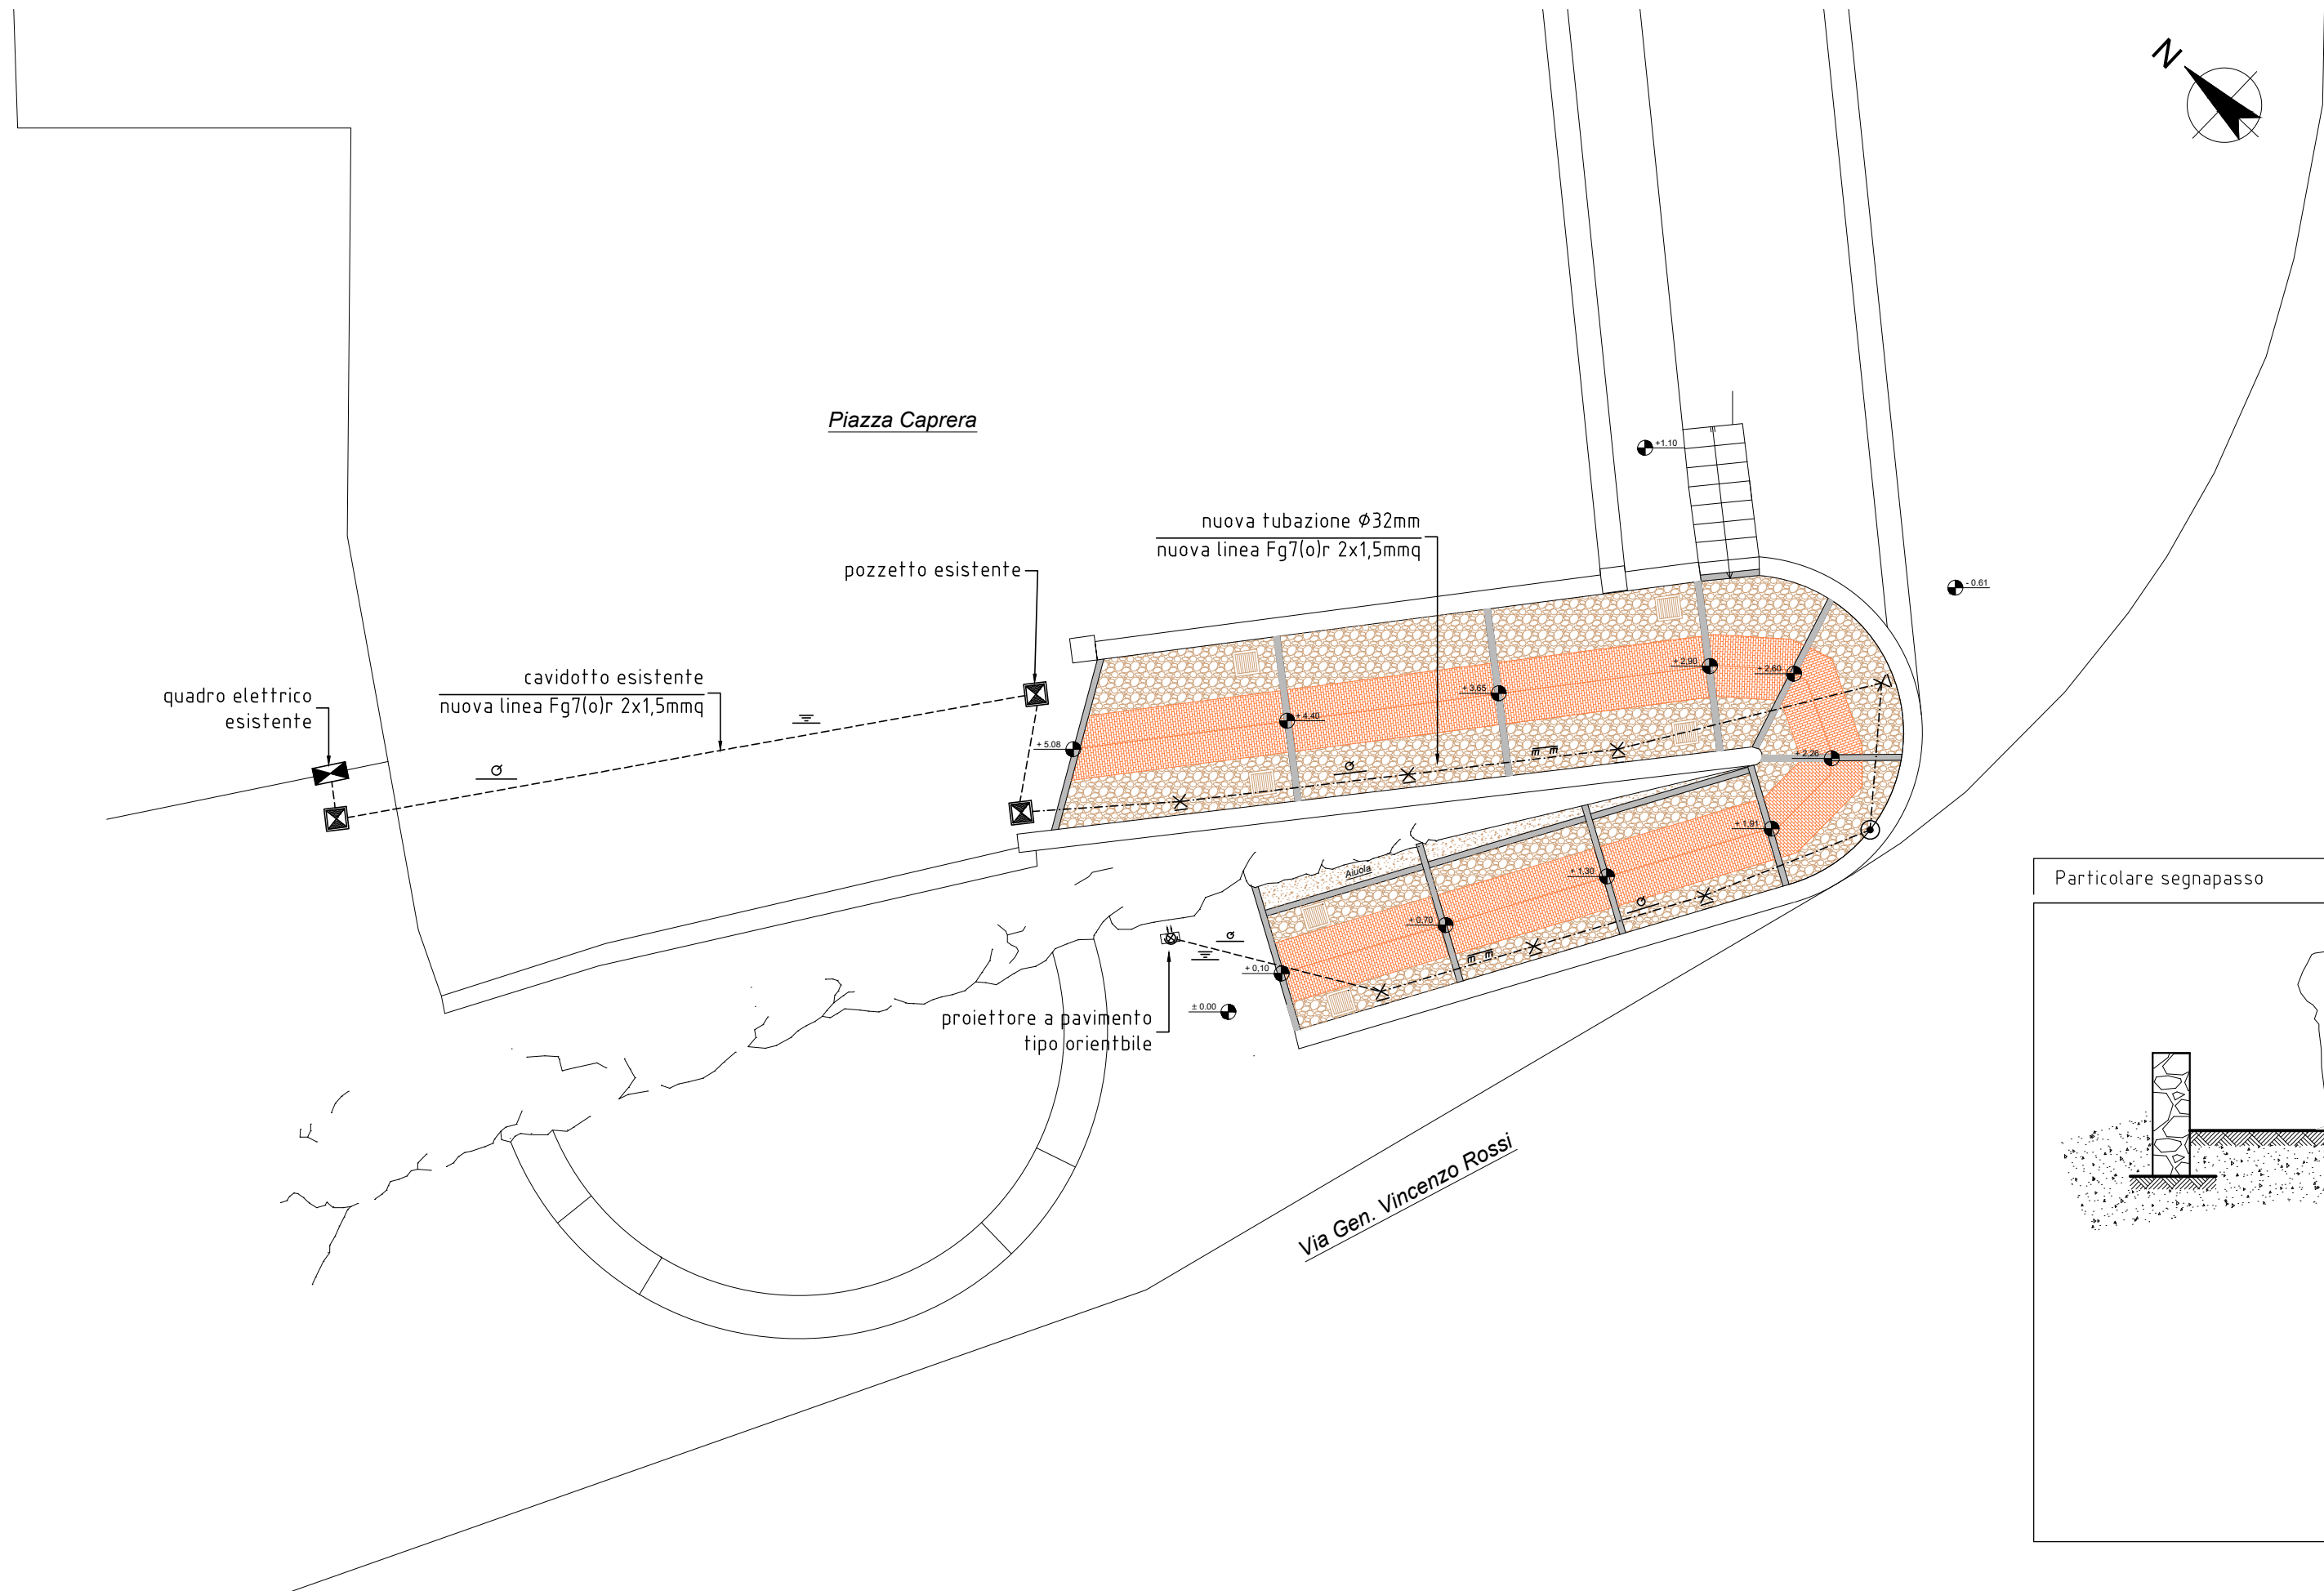 N
Piazza Caprera
+1.10
nuova tubazione Ø32mm
nuova linea Fg7(o)r 2x1,5mmq
pozzetto esistente
- 0.61
cavidotto esistente
nuova linea Fg7(o)r 2x1,5mmq
quadro elettrico
esistente
+ 2,90
+ 2,60
+ 3,65
+ 4,40
+ 5.08
+ 2,26
+ 1,91
Aiuola
+ 1,30
+ 0,70
+ 0,10
± 0.00
proiettore a pavimento
tipo orientbile
Via Gen. Vincenzo Rossi
Particolare segnapasso